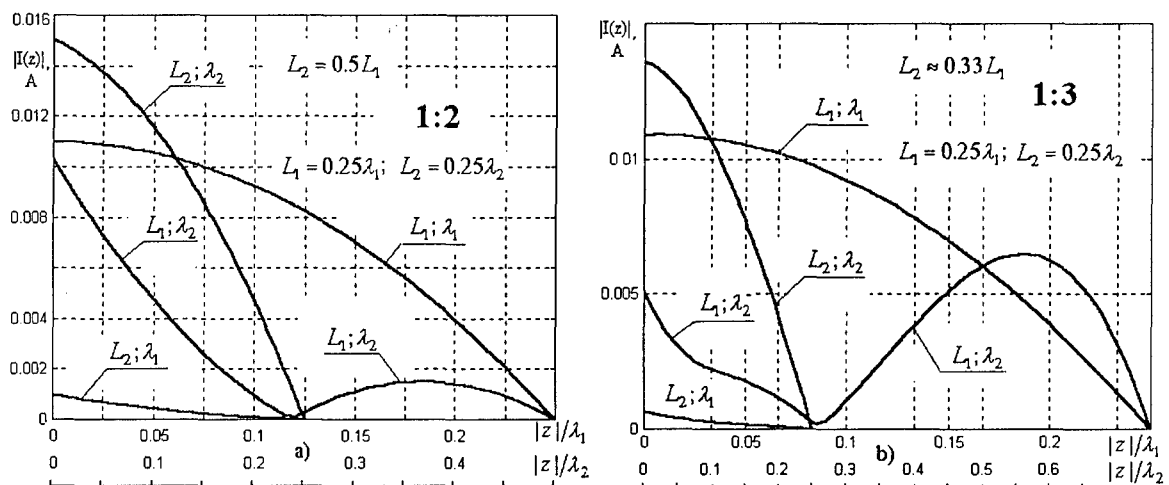 0.016
|I(z)|,
A
0.012
0.01
0.008
0.006
0.004
0.002
0
L₂; λ₂
L₂ = 0.5L₁
1:2
L₁ = 0.25λ₁; L₂ = 0.25λ₂
L₁; λ₂
L₁; λ₁
L₂; λ₁
L₁; λ₂
0 0.05 0.1 0.15 0.2 |z|/λ₁
a)
0 0.1 0.2 0.3 0.4 |z|/λ₂
|I(z)|,
A
0.01
0.005
0
L₂ ≈ 0.33L₁
1:3
L₁; λ₁
L₁ = 0.25λ₁; L₂ = 0.25λ₂
L₂; λ₂
L₁; λ₂
L₁; λ₂
L₂; λ₁
0 0.05 0.1 0.15 0.2 |z|/λ₁
b)
0 0.1 0.2 0.3 0.4 0.5 0.6 |z|/λ₂